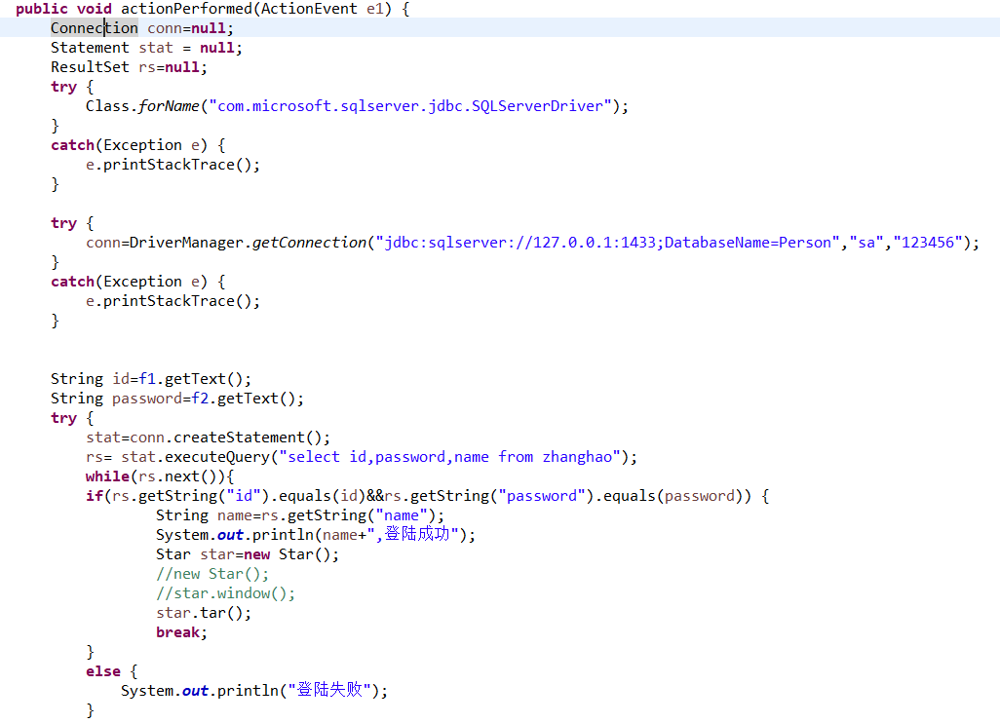 public void actionPerformed(ActionEvent e1) {
Connection conn=null;
Statement stat = null;
ResultSet rs=null;
try {
Class.forName("com.microsoft.sqlserver.jdbc.SQLServerDriver");
}
catch(Exception e) {
e.printStackTrace();
}
try {
conn=DriverManager.getConnection("jdbc:sqlserver://127.0.0.1:1433;DatabaseName=Person","sa","123456");
}
catch(Exception e) {
e.printStackTrace();
}
String id=f1.getText();
String password=f2.getText();
try {
stat=conn.createStatement();
rs= stat.executeQuery("select id,password,name from zhanghao");
while(rs.next()){
if(rs.getString("id").equals(id)&&rs.getString("password").equals(password)) {
String name=rs.getString("name");
System.out.println(name+",登陆成功");
Star star=new Star();
//new Star();
//star.window();
star.tar();
break;
}
else {
System.out.println("登陆失败");
}